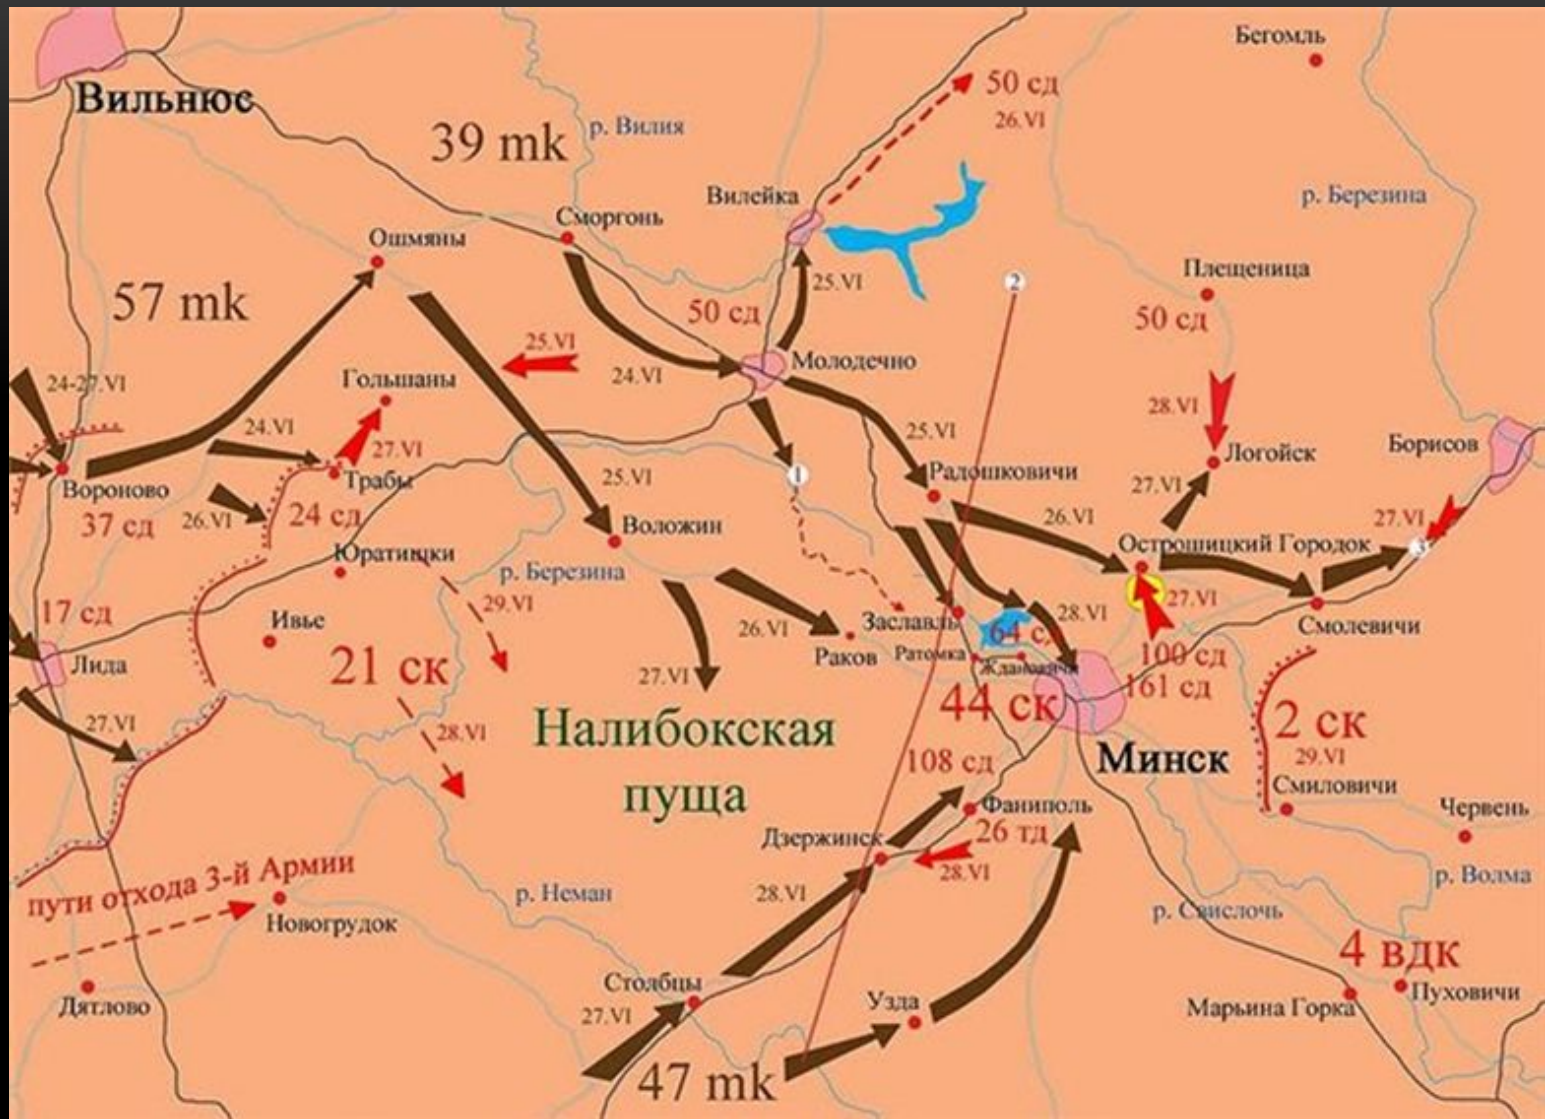 Бегомль
Вильнюс
50 сд
26.VI
39 mk
р. Вилия
Вилейка
р. Березина
Сморгонь
Ошмяны
Плещеница
2
25.VI
57 mk
50 сд
50 сд
25.VI
Молодечно
24-27.VI
Гольшаны
24.VI
28.VI
24.VI
27.VI
25.VI
Логойск
Борисов
Вороново
Трабы
25.VI
1
Радошковичи
27.VI
37 сд
26.VI
24 сд
Воложин
26.VI
27.VI
Юратишки
Острошицкий Городок
3
р. Березина
17 сд
29.VI
Ивье
26.VI
Заславль
28.VI
27.VI
Смолевичи
64 сд
Лида
21 ск
Раков
Ратомка
Ждановичи
100 сд
27.VI
161 сд
44 ск
27.VI
28.VI
Налибокская
пуща
2 ск
29.VI
Минск
108 сд
Смиловичи
Фаниполь
Червень
Дзержинск
26 тд
пути отхода 3-й Армии
28.VI
28.VI
р. Волма
р. Неман
Новогрудок
р. Свислочь
4 вдк
Столбцы
Дятлово
27.VI
Узда
Марьина Горка
Пуховичи
47 mk